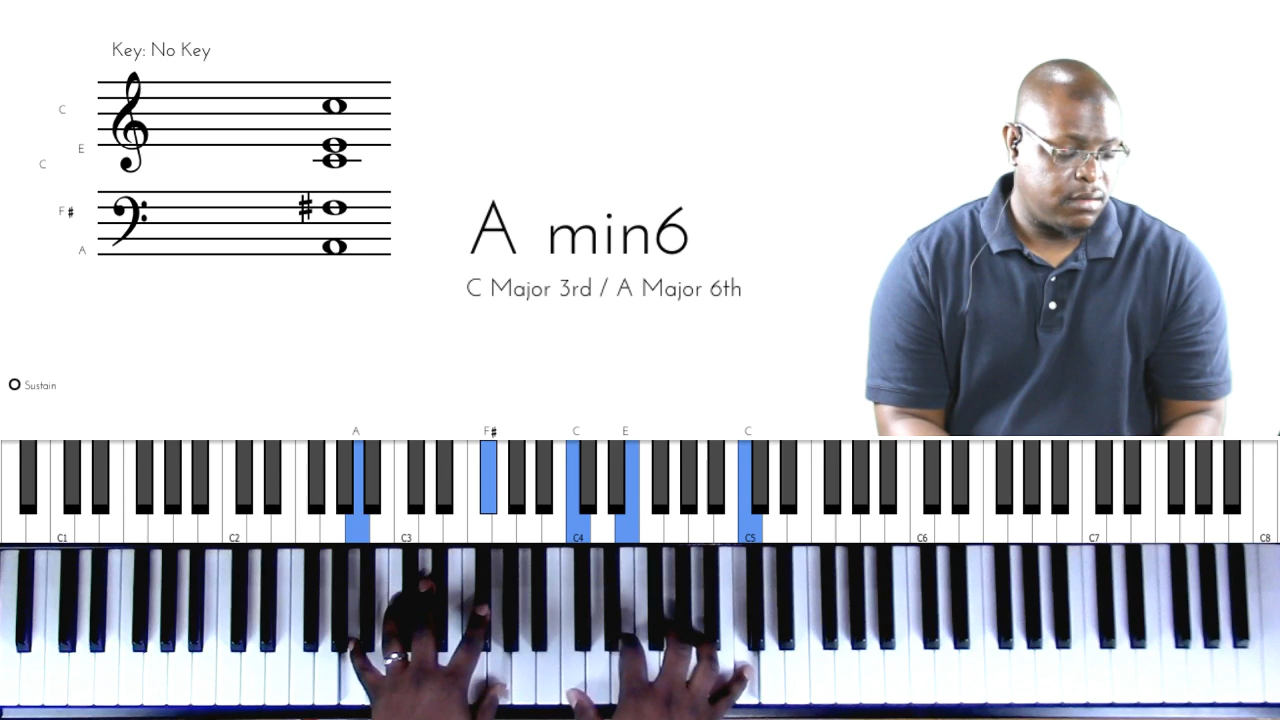 Key: No Key
C
E
C
F#
A
A min6
C Major 3rd / A Major 6th
Sustain
A F# C E C
C1 C2 C3 C4 C5 C6 C7 C8